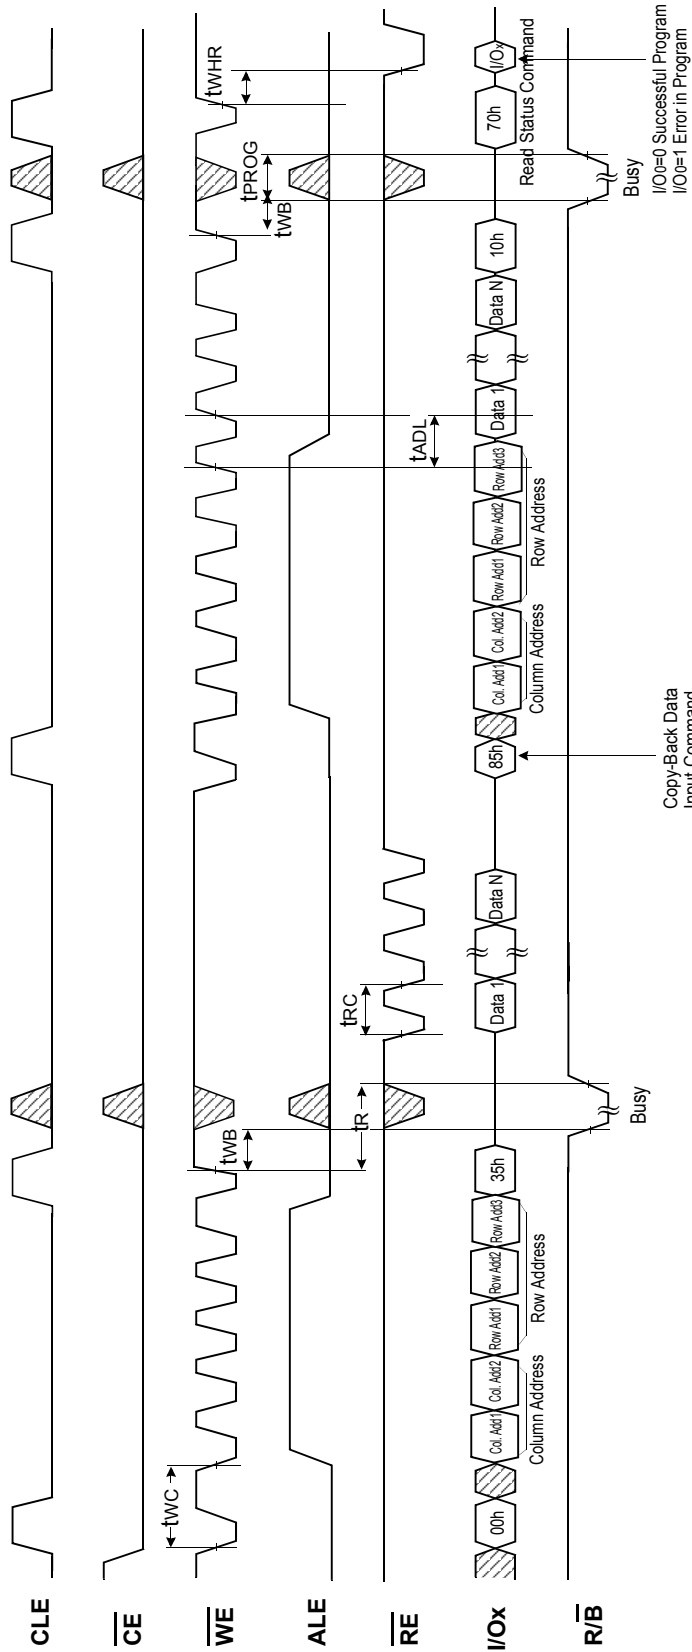 CLE
CE
WE
ALE
RE
I/Ox
R/B
tWC
tWB
tWB
tPROG
tWHR
tR
tRC
tADL
00h
Col. Add1
Col. Add2
Row Add1
Row Add2
Row Add3
35h
Data 1
Data N
85h
Col. Add1
Col. Add2
Row Add1
Row Add2
Row Add3
Data 1
Data N
10h
70h
I/Ox
Column Address
Row Address
Column Address
Row Address
Read Status Command
Busy
Busy
Copy-Back Data
Input Command
I/O0=0 Successful Program
I/O0=1 Error in Program